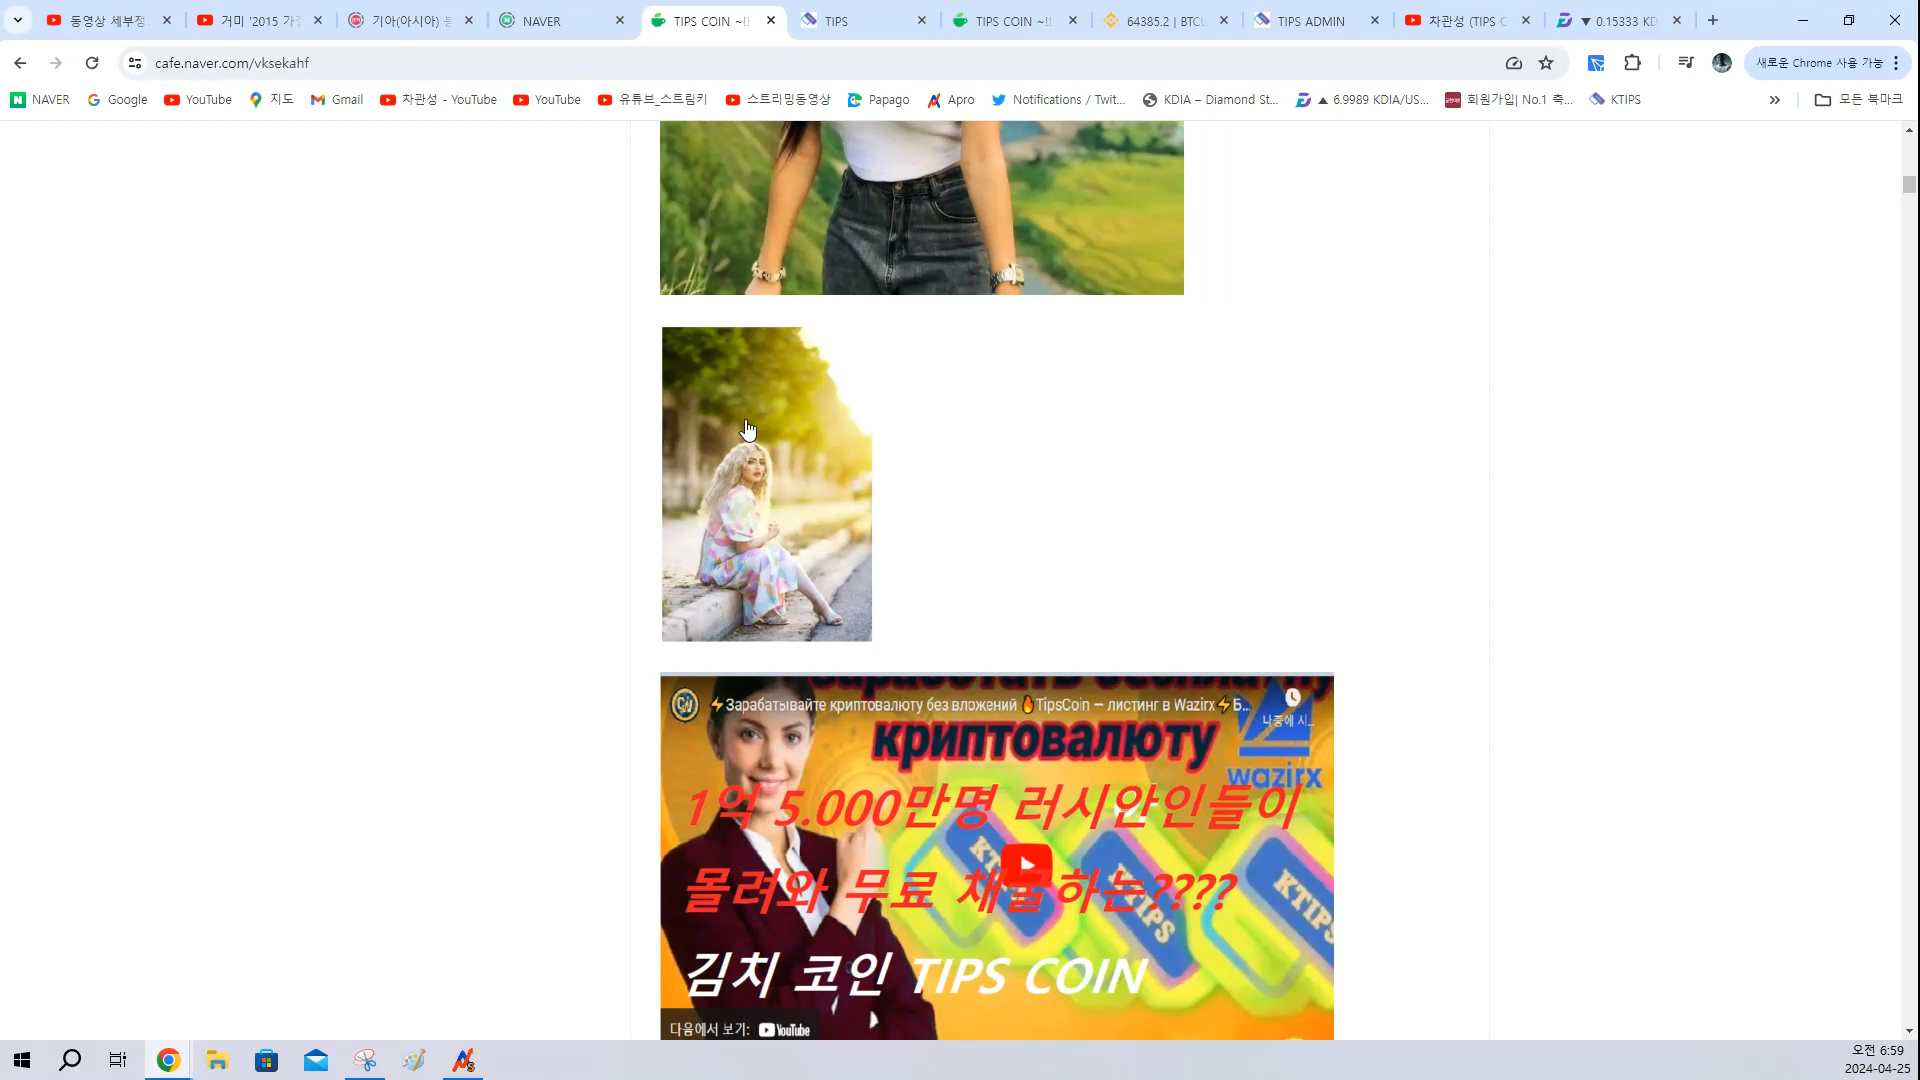 동영상 세부정
거미 '2015 가
기아(아시아)
NAVER
TIPS COIN ~!!
TIPS
TIPS COIN ~!!
64385.2 | BTCU
TIPS ADMIN
차관성 (TIPS C
▼ 0.15333 KD
cafe.naver.com/vksekahf
새로운 Chrome 사용 가능
NAVER
Google
YouTube
지도
Gmail
차관성 - YouTube
YouTube
유튜브_스트림키
스트리밍동영상
Papago
Apro
Notifications / Twit...
KDIA – Diamond St...
▲ 6.9989 KDIA/US...
회원가입| No.1 축...
KTIPS
모든 북마크
⚡Зарабатывайте криптовалюту без вложений 🔥TipsCoin — листинг в Wazirx⚡Б...
나중에 시...
криптовалюту
wazirx
1억 5.000만명 러시안인들이
몰려와 무료 채굴하는????
KTIPS
김치 코인 TIPS COIN
다음에서 보기: YouTube
오전 6:59
2024-04-25